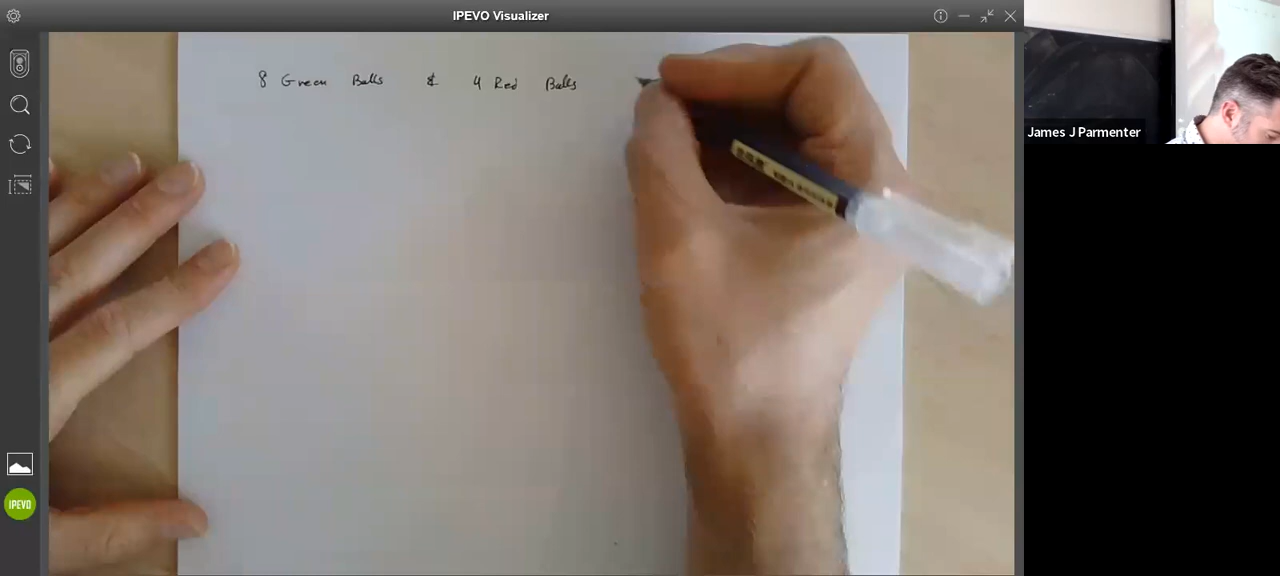 IPEVO Visualizer
8 Green Balls & 4 Red Balls
James J Parmenter
IPEVO